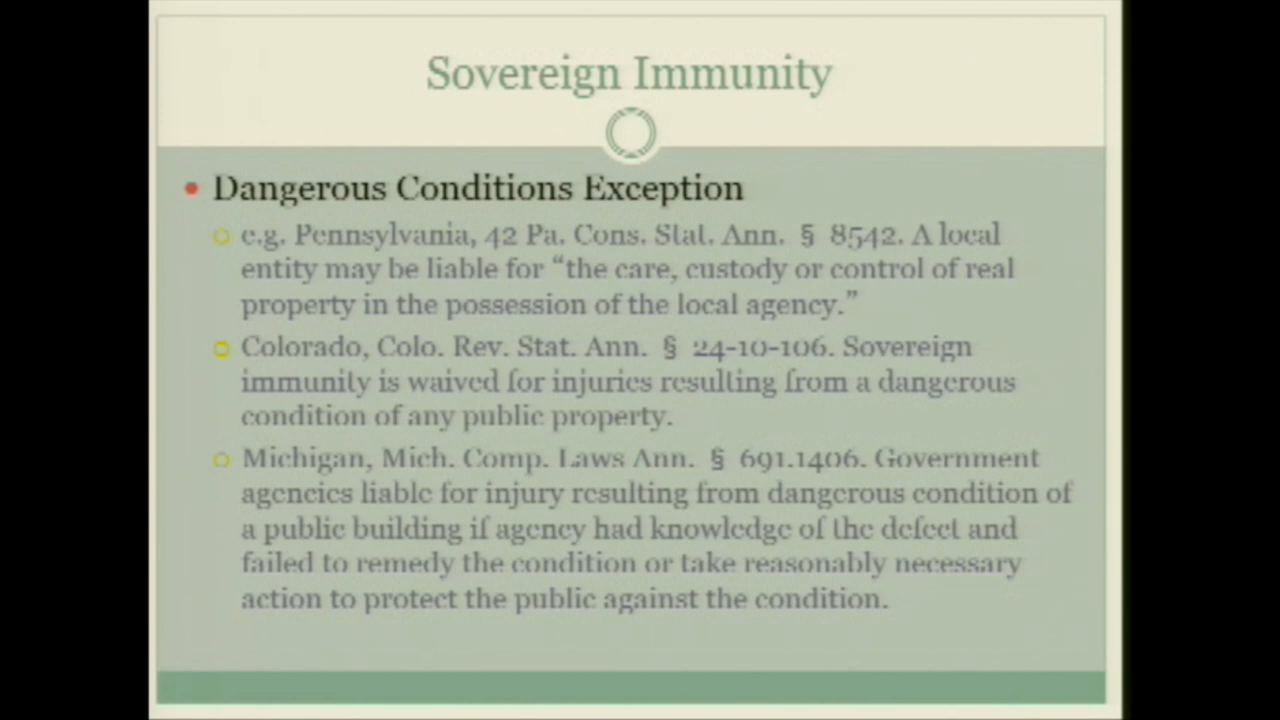 Sovereign Immunity
Dangerous Conditions Exception
e.g. Pennsylvania, 42 Pa. Cons. Stat. Ann. § 8542. A local
entity may be liable for “the care, custody or control of real
property in the possession of the local agency.”
Colorado, Colo. Rev. Stat. Ann. § 24-10-106. Sovereign
immunity is waived for injuries resulting from a dangerous
condition of any public property.
Michigan, Mich. Comp. Laws Ann. § 691.1406. Government
agencies liable for injury resulting from dangerous condition of
a public building if agency had knowledge of the defect and
failed to remedy the condition or take reasonably necessary
action to protect the public against the condition.